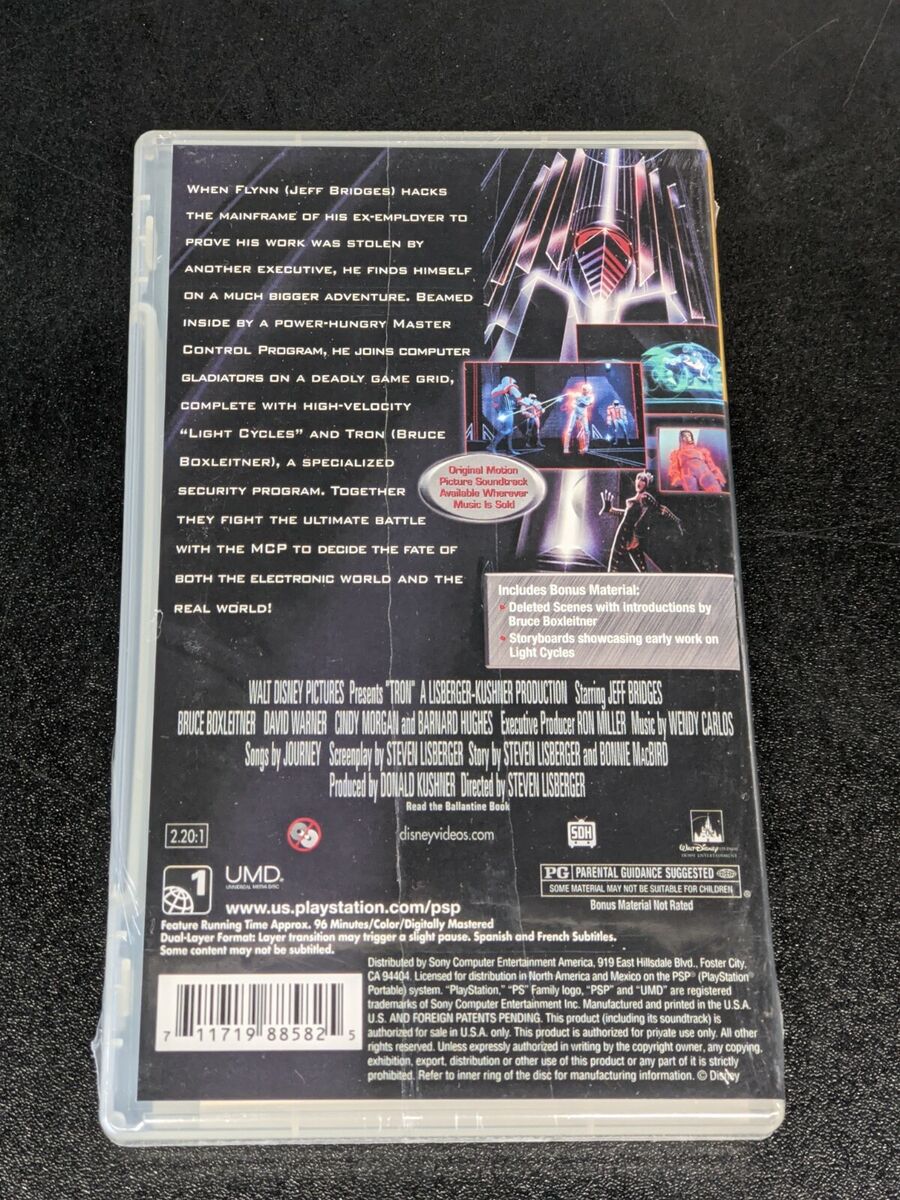 When Flynn (Jeff Bridges) hacks
the mainframe of his ex-employer to
prove his work was stolen by
another executive, he finds himself
on a much bigger adventure. Beamed
inside by a power-hungry Master
Control Program, he joins computer
gladiators on a deadly game grid,
complete with high-velocity
“Light Cycles” and Tron (Bruce
Boxleitner), a specialized
security program. Together
they fight the ultimate battle
with the MCP to decide the fate of
both the electronic world and the
real world!
Original Motion
Picture Soundtrack
Available Wherever
Music Is Sold
Includes Bonus Material:
• Deleted Scenes with introductions by
Bruce Boxleitner
• Storyboards showcasing early work on
Light Cycles
WALT DISNEY PICTURES Presents "TRON" A LISBERGER-KUSHNER PRODUCTION Starring JEFF BRIDGES
BRUCE BOXLEITNER DAVID WARNER CINDY MORGAN and BARNARD HUGHES Executive Producer RON MILLER Music by WENDY CARLOS
Songs by JOURNEY Screenplay by STEVEN LISBERGER Story by STEVEN LISBERGER and BONNIE MacBIRD
Produced by DONALD KUSHNER Directed by STEVEN LISBERGER
Read the Ballantine Book
2.20:1
disneyvideos.com
SDH
Walt Disney STUDIOS
HOME ENTERTAINMENT
1
UMD®
UNIVERSAL MEDIA DISC
PG PARENTAL GUIDANCE SUGGESTED
SOME MATERIAL MAY NOT BE SUITABLE FOR CHILDREN ®
Bonus Material Not Rated
www.us.playstation.com/psp
Feature Running Time Approx. 96 Minutes/Color/Digitally Mastered
Dual-Layer Format: Layer transition may trigger a slight pause. Spanish and French Subtitles.
Some content may not be subtitled.
Distributed by Sony Computer Entertainment America, 919 East Hillsdale Blvd., Foster City,
CA 94404. Licensed for distribution in North America and Mexico on the PSP® (PlayStation®
Portable) system. "PlayStation," "PS" Family logo, "PSP" and "UMD" are registered
trademarks of Sony Computer Entertainment Inc. Manufactured and printed in the U.S.A.
U.S. AND FOREIGN PATENTS PENDING. This product (including its soundtrack) is
authorized for sale in U.S.A. only. This product is authorized for private use only. All other
rights reserved. Unless expressly authorized in writing by the copyright owner, any copying,
exhibition, export, distribution or other use of this product or any part of it is strictly
prohibited. Refer to inner ring of the disc for manufacturing information. © Disney
7 11719 88582 5